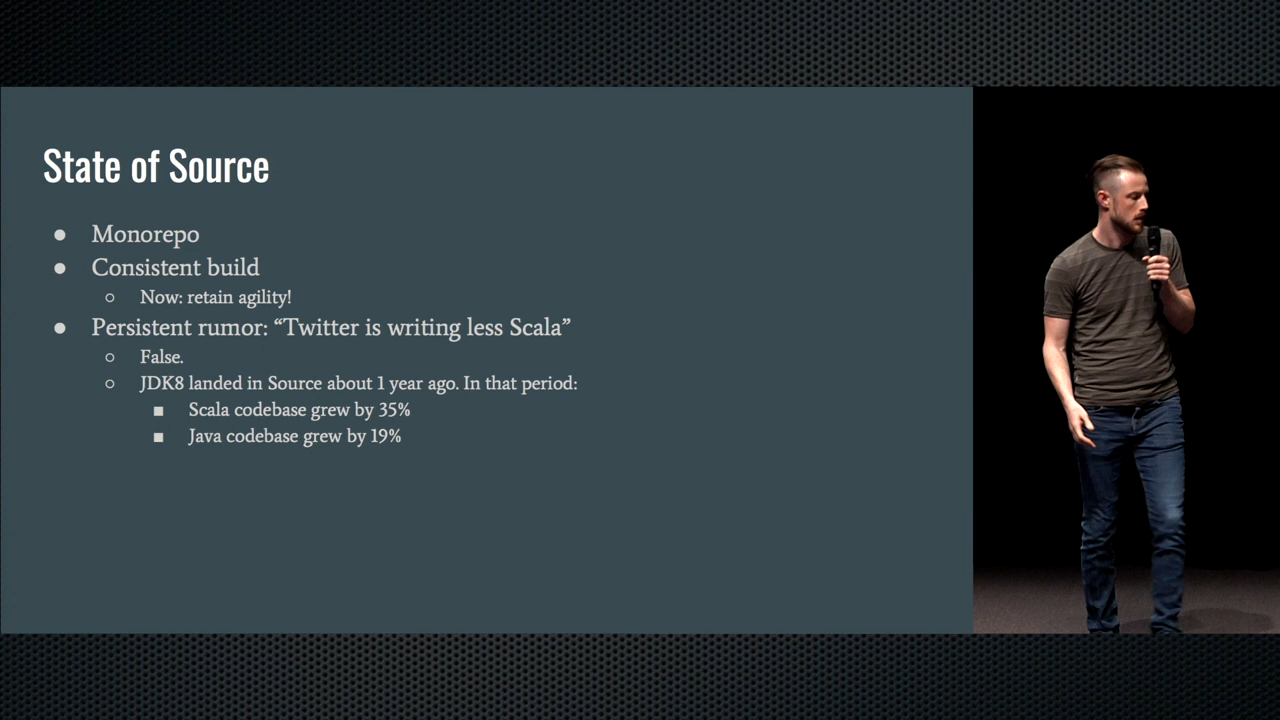 State of Source
● Monorepo
● Consistent build
○ Now: retain agility!
● Persistent rumor: “Twitter is writing less Scala”
○ False.
○ JDK8 landed in Source about 1 year ago. In that period:
■ Scala codebase grew by 35%
■ Java codebase grew by 19%